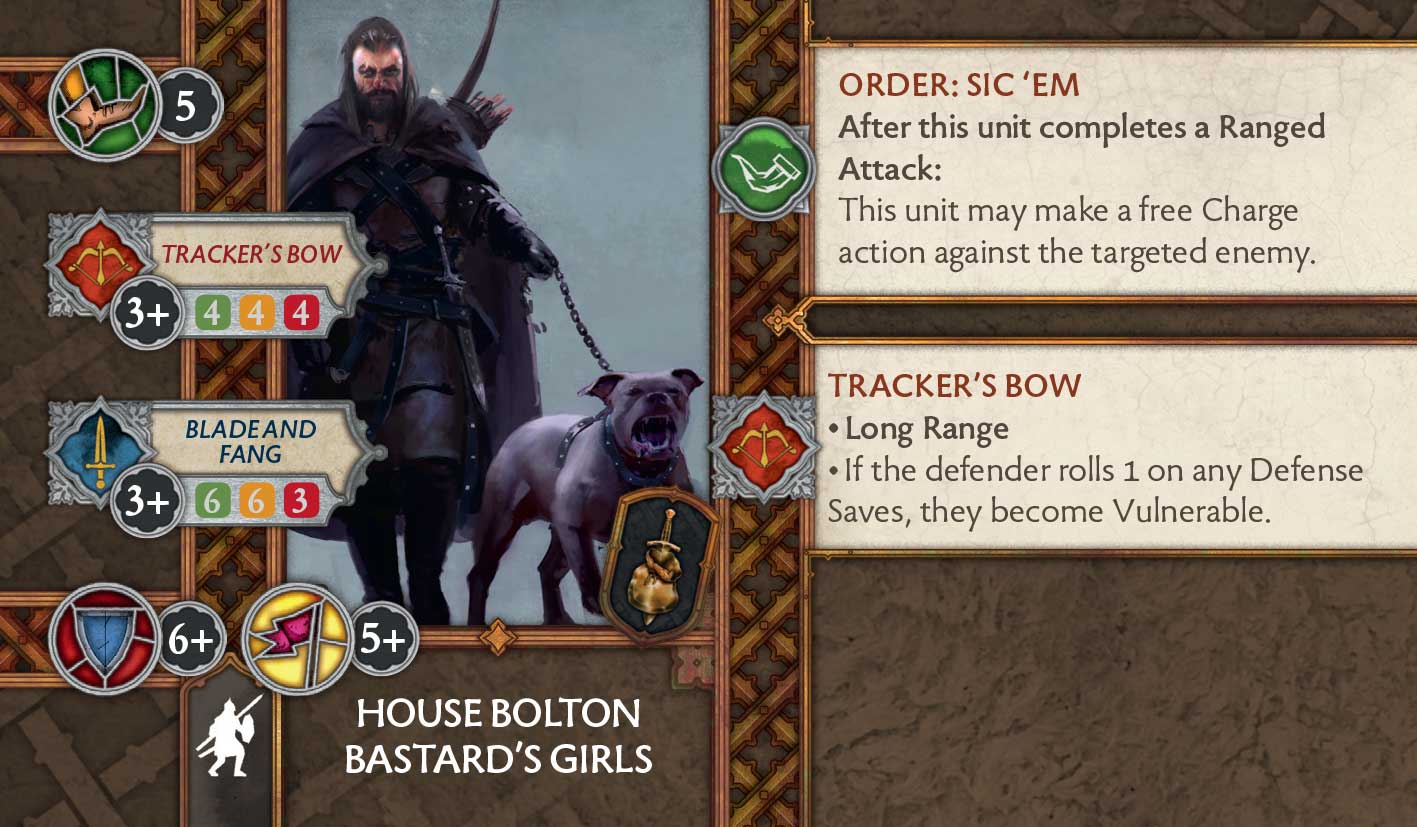 5
TRACKER'S BOW
3+ 4 4 4
BLADE AND
FANG
3+ 6 6 3
6+ 5+
HOUSE BOLTON
BASTARD'S GIRLS
ORDER: SIC ‘EM
After this unit completes a Ranged
Attack:
This unit may make a free Charge
action against the targeted enemy.
TRACKER'S BOW
• Long Range
• If the defender rolls 1 on any Defense
Saves, they become Vulnerable.